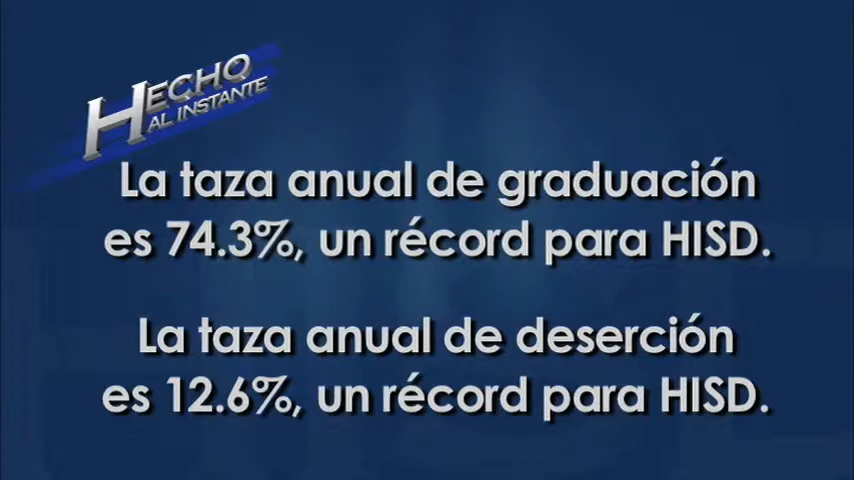 HECHO
AL INSTANTE
La taza anual de graduación
es 74.3%, un récord para HISD.
La taza anual de deserción
es 12.6%, un récord para HISD.